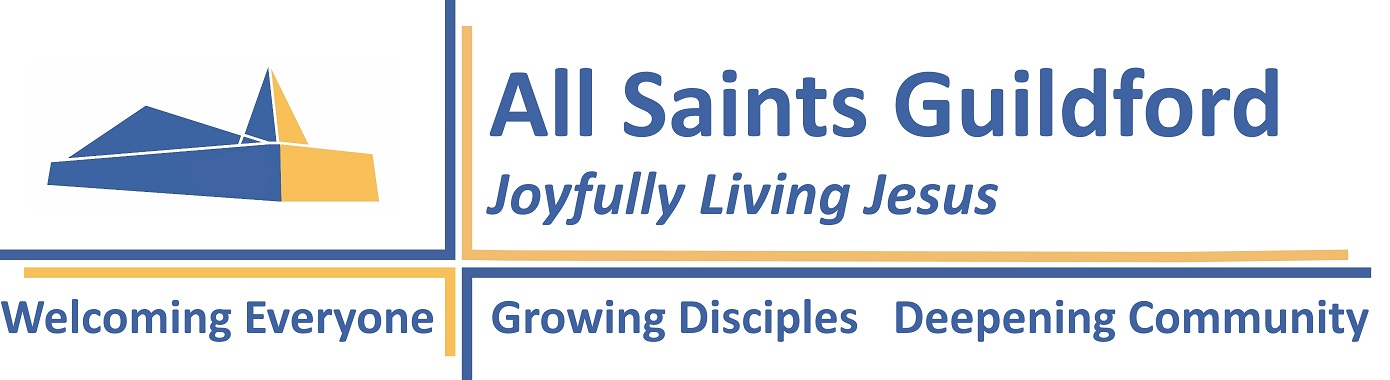 All Saints Guildford
Joyfully Living Jesus
Welcoming Everyone
Growing Disciples
Deepening Community